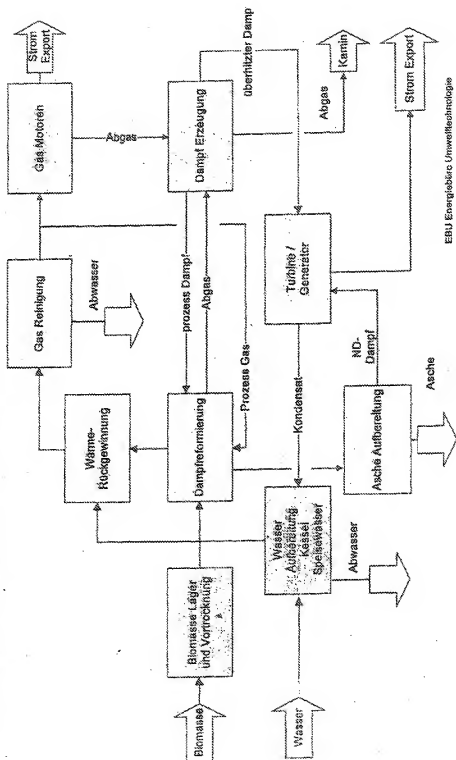 Strom
Export
Gas Motoren
Abgas
Dampf Erzeugung
überhitzter Damp
Abgas
Kamin
Strom Export
Gas Reinigung
Abwasser
prozess Dampf
Abgas
Prozess Gas
Turbine /
Generator
ND-
Dampf
Kondensat
Wärme-
Rückgewinnung
Dampfreformierung
Asche Aufbereitung
Asche
Biomasse Lager
und Vortrocknung
Biomasse
Wasser
Aufbereitung
Kessel
Speisewasser
Abwasser
Wasser
EBU Energiebüro Umwelttechnologie